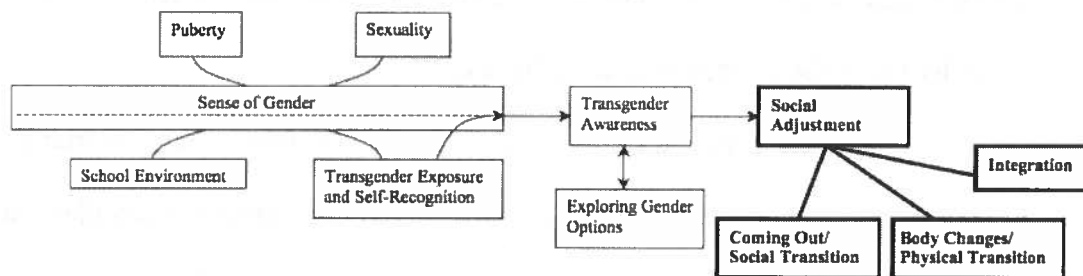 Puberty
Sexuality
Sense of Gender
School Environment
Transgender Exposure
and Self-Recognition
Transgender
Awareness
Exploring Gender
Options
Social
Adjustment
Integration
Coming Out/
Social Transition
Body Changes/
Physical Transition